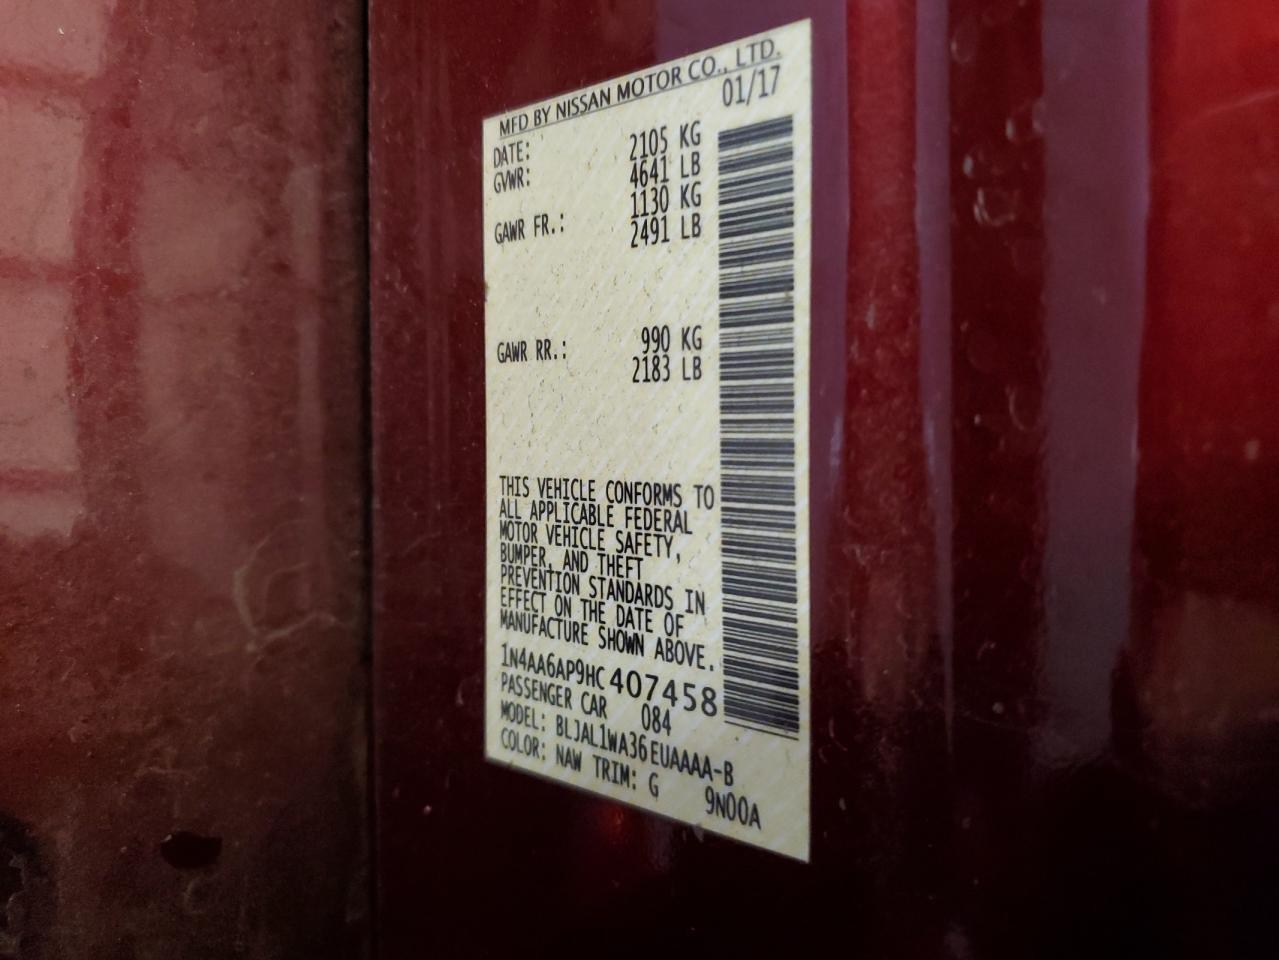 MFD BY NISSAN MOTOR CO., LTD.
DATE: 01/17
GVWR: 2105 KG
4641 LB
GAWR FR.: 1130 KG
2491 LB
GAWR RR.: 990 KG
2183 LB
THIS VEHICLE CONFORMS TO
ALL APPLICABLE FEDERAL
MOTOR VEHICLE SAFETY,
BUMPER, AND THEFT
PREVENTION STANDARDS IN
EFFECT ON THE DATE OF
MANUFACTURE SHOWN ABOVE.
1N4AA6AP9HC407458
PASSENGER CAR 084
MODEL: BLJAL1WA36EUAAAA-B
COLOR: NAW TRIM: G 9N00A